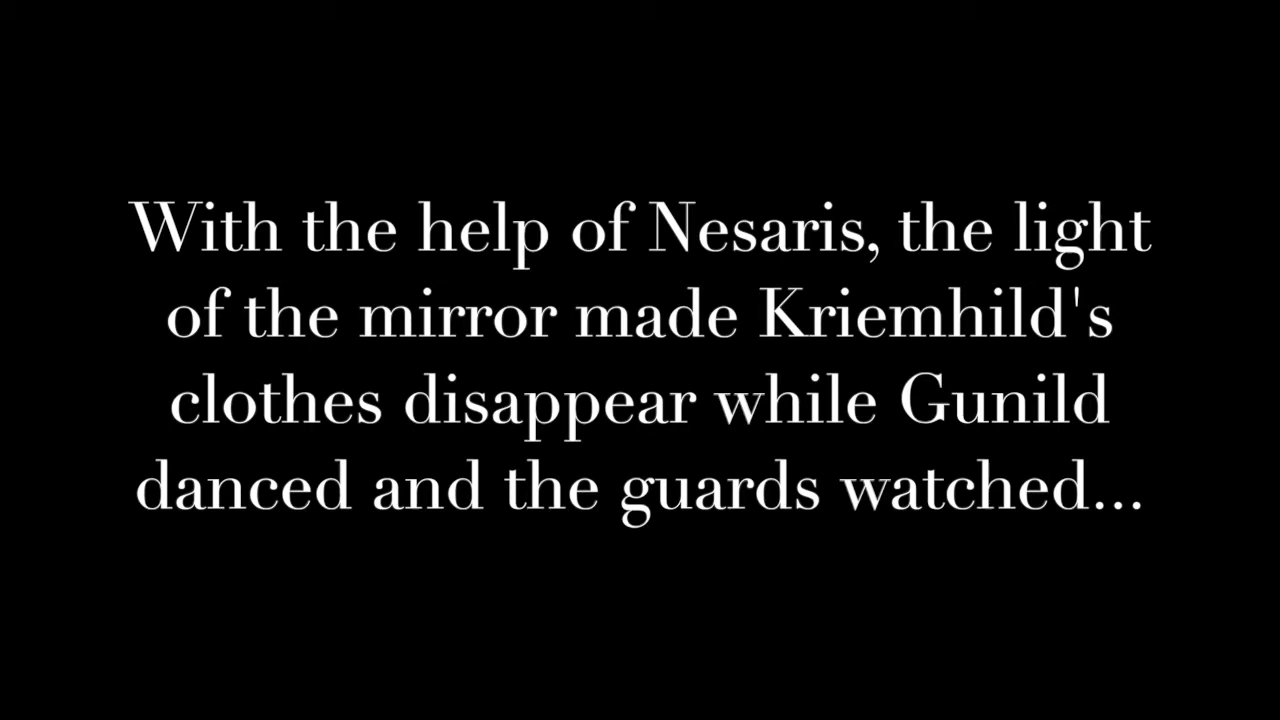 With the help of Nesaris, the light
of the mirror made Kriemhild's
clothes disappear while Gunild
danced and the guards watched...